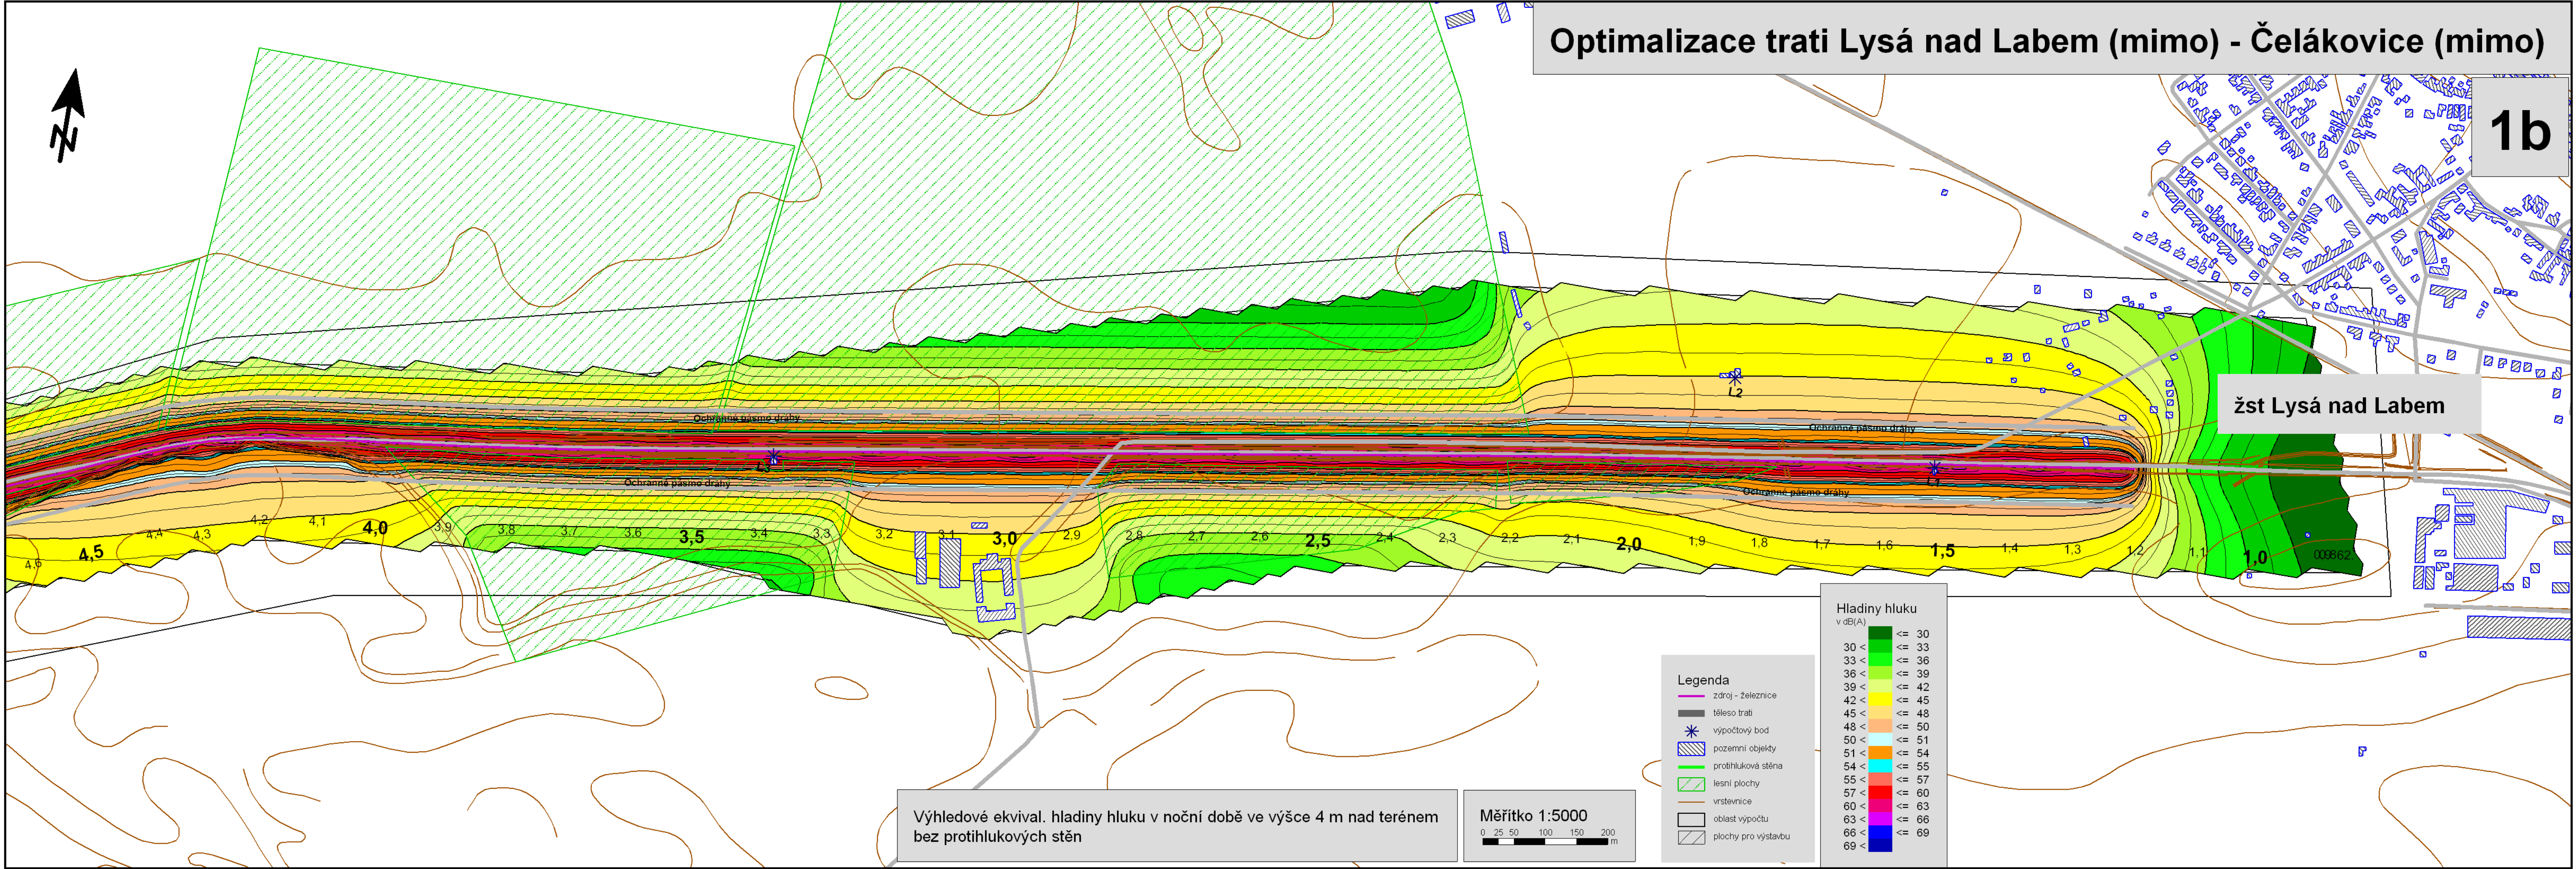 Optimalizace trati Lysá nad Labem (mimo) - Čelákovice (mimo)
1b
N
L2
Ochranné pásmo dráhy
Ochranné pásmo dráhy
žst Lysá nad Labem
L3
L1
Ochranné pásmo dráhy
Ochranné pásmo dráhy
4,6 4,5 4,4 4,3 4,2 4,1 4,0 3,9 3,8 3,7 3,6 3,5 3,4 3,3 3,2 3,1 3,0 2,9 2,8 2,7 2,6 2,5 2,4 2,3 2,2 2,1 2,0 1,9 1,8 1,7 1,6 1,5 1,4 1,3 1,2 1,1 1,0 009862
Výhledové ekvival. hladiny hluku v noční době ve výšce 4 m nad terénem
bez protihlukových stěn
Měřítko 1:5000
0 25 50 100 150 200
m
Legenda
zdroj - železnice
těleso trati
výpočtový bod
pozemní objekty
protihluková stěna
lesní plochy
vrstevnice
oblast výpočtu
plochy pro výstavbu
Hladiny hluku
v dB(A)
<= 30
30 < <= 33
33 < <= 36
36 < <= 39
39 < <= 42
42 < <= 45
45 < <= 48
48 < <= 50
50 < <= 51
51 < <= 54
54 < <= 55
55 < <= 57
57 < <= 60
60 < <= 63
63 < <= 66
66 < <= 69
69 <